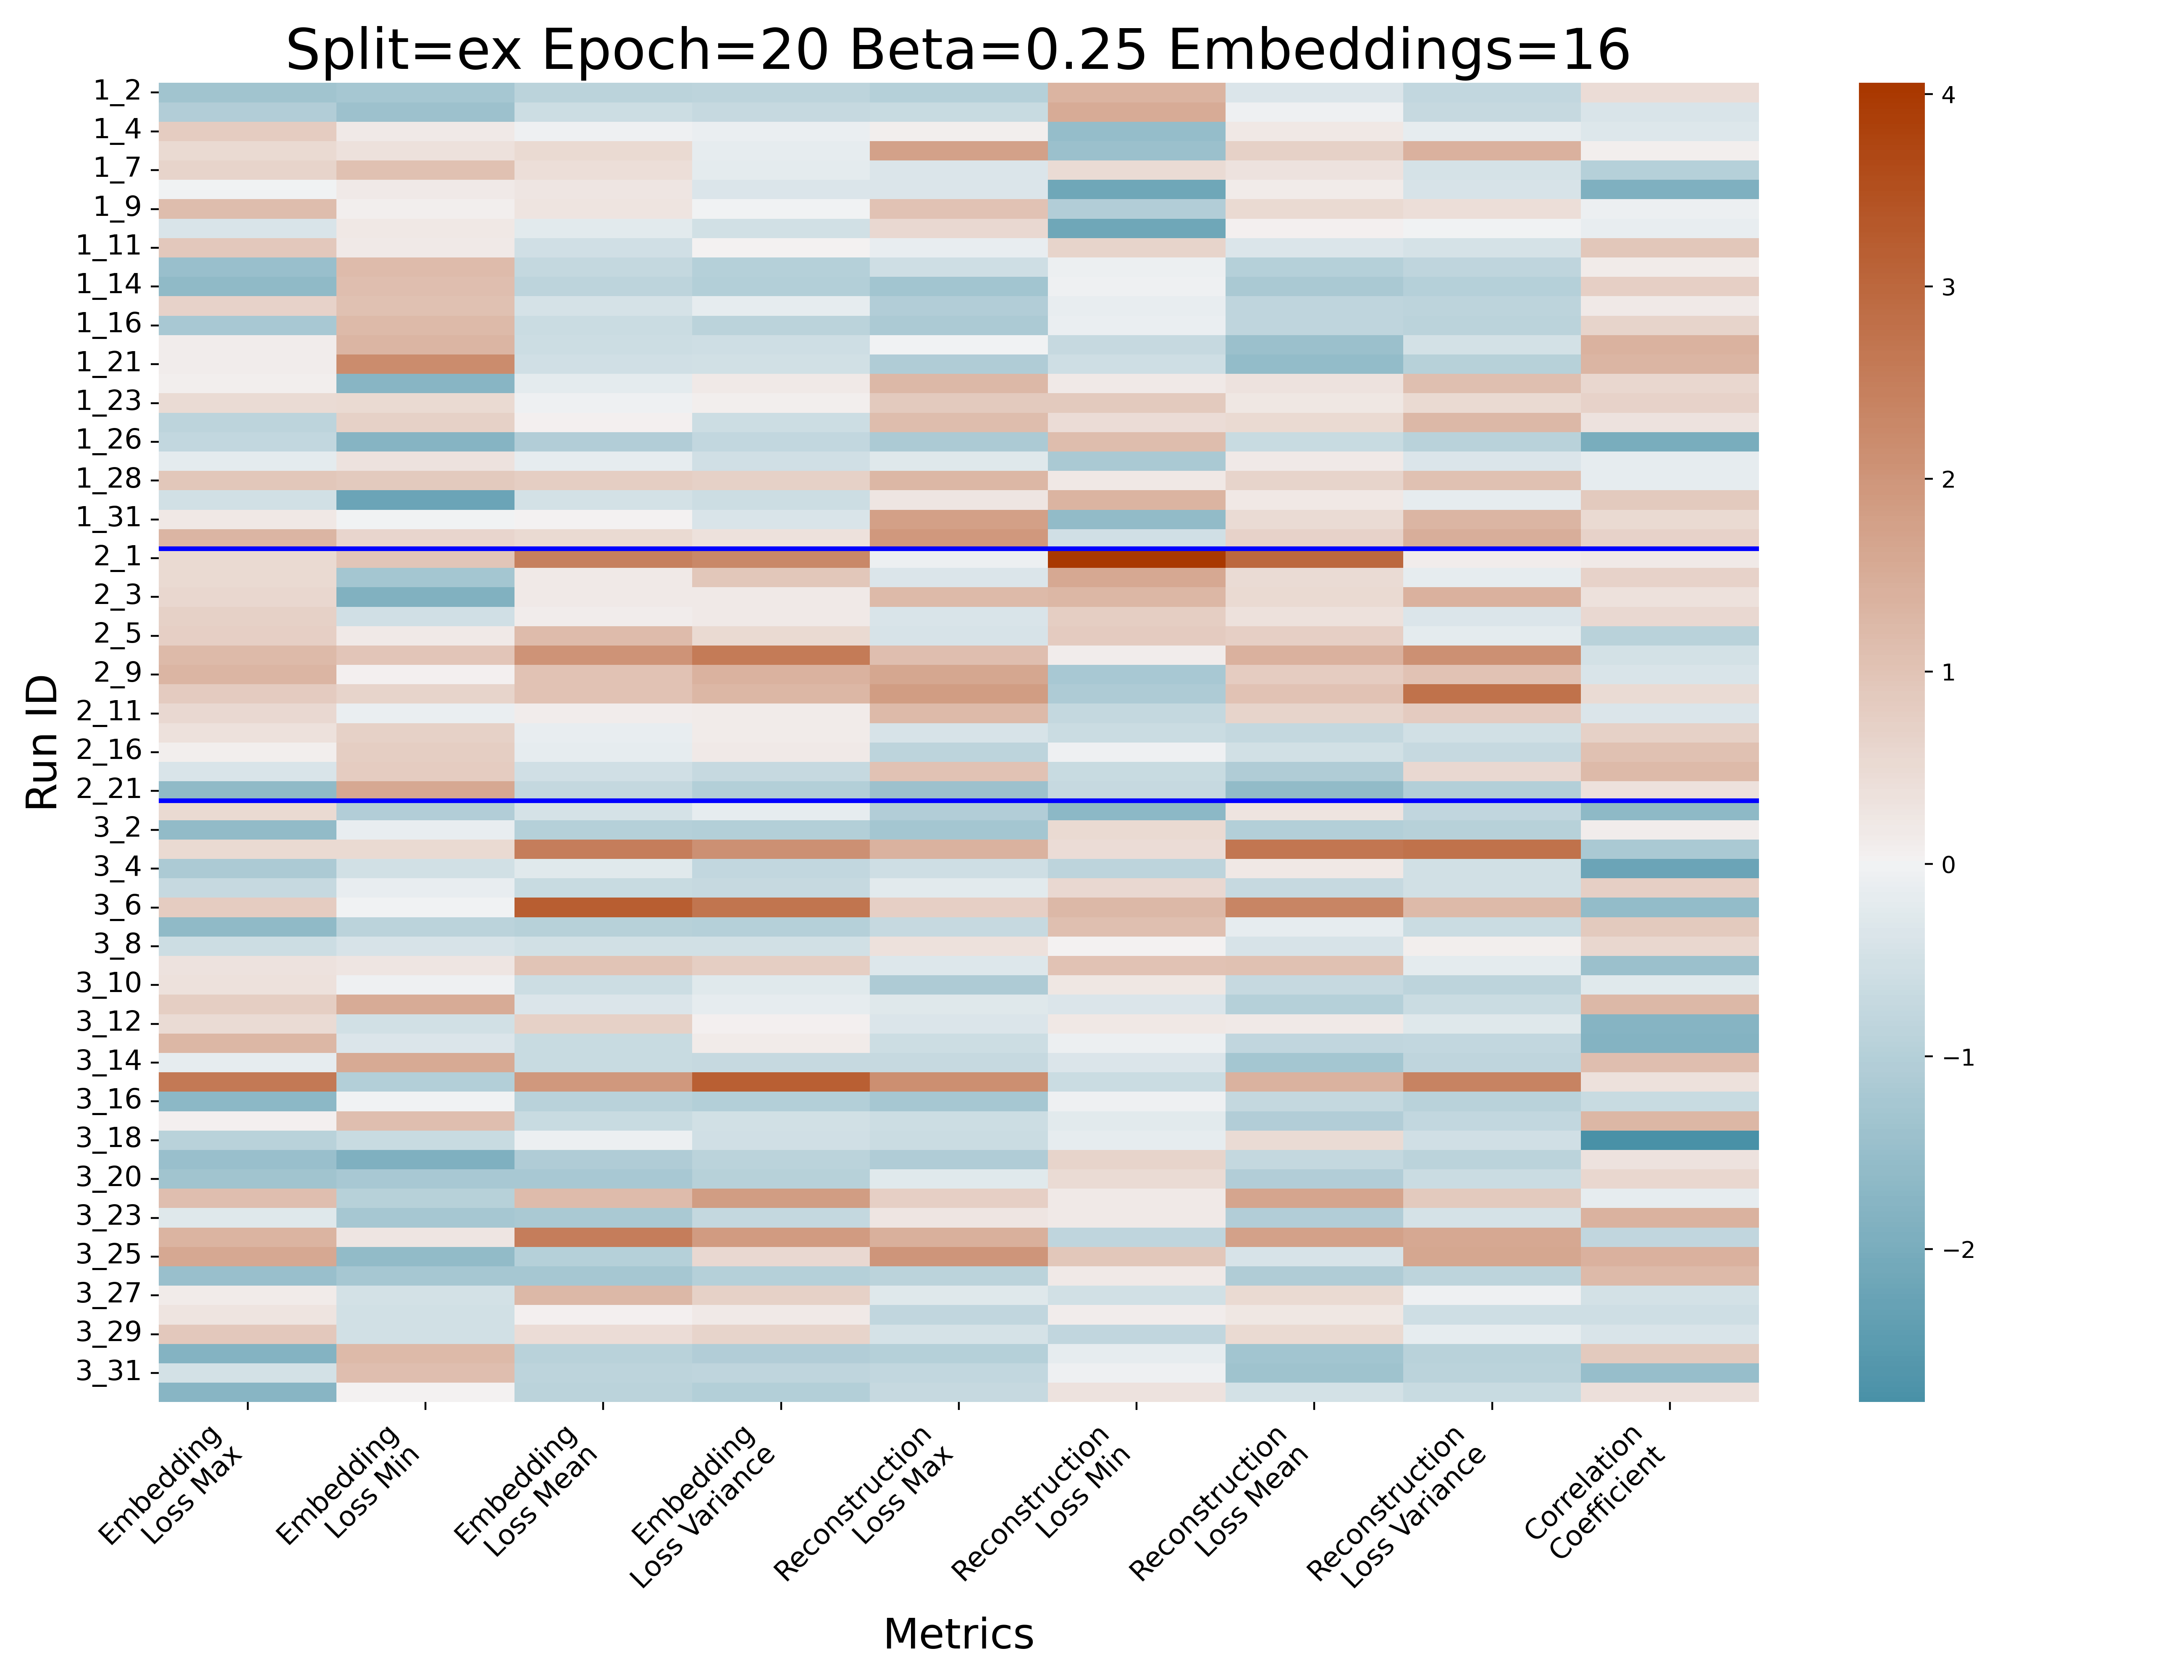 Split=ex Epoch=20 Beta=0.25 Embeddings=16
Run ID
1_2
1_4
1_7
1_9
1_11
1_14
1_16
1_21
1_23
1_26
1_28
1_31
2_1
2_3
2_5
2_9
2_11
2_16
2_21
3_2
3_4
3_6
3_8
3_10
3_12
3_14
3_16
3_18
3_20
3_23
3_25
3_27
3_29
3_31
Embedding
Loss Max
Embedding
Loss Min
Embedding
Loss Mean
Embedding
Loss Variance
Reconstruction
Loss Max
Reconstruction
Loss Min
Reconstruction
Loss Mean
Reconstruction
Loss Variance
Correlation
Coefficient
Metrics
4
3
2
1
0
−1
−2